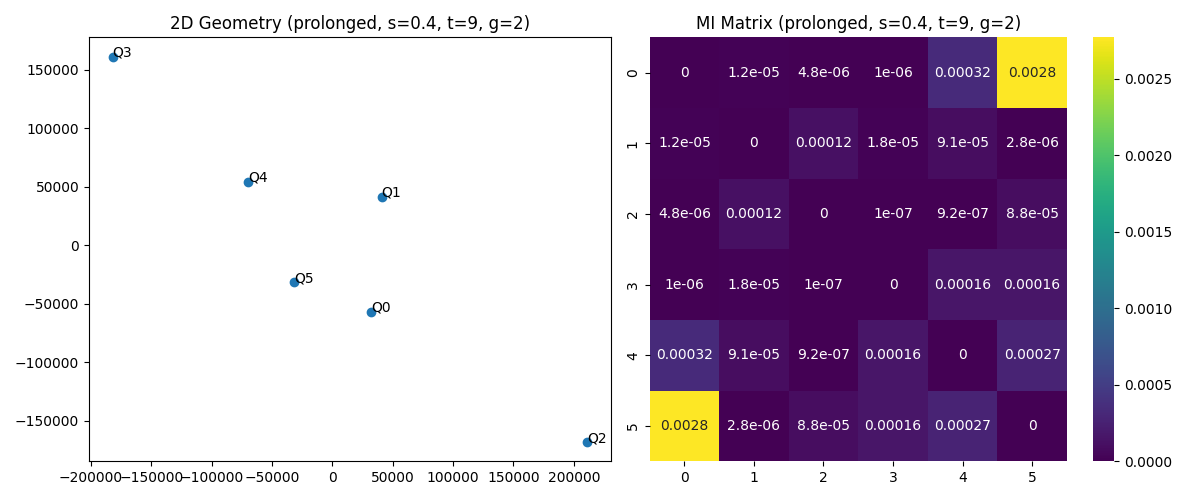 2D Geometry (prolonged, s=0.4, t=9, g=2)
150000
100000
50000
0
−50000
−100000
−150000
−200000 −150000 −100000 −50000 0 50000 100000 150000 200000
Q3
Q4
Q1
Q5
Q0
Q2
MI Matrix (prolonged, s=0.4, t=9, g=2)
0 0 1.2e-05 4.8e-06 1e-06 0.00032 0.0028
1 1.2e-05 0 0.00012 1.8e-05 9.1e-05 2.8e-06
2 4.8e-06 0.00012 0 1e-07 9.2e-07 8.8e-05
3 1e-06 1.8e-05 1e-07 0 0.00016 0.00016
4 0.00032 9.1e-05 9.2e-07 0.00016 0 0.00027
5 0.0028 2.8e-06 8.8e-05 0.00016 0.00027 0
0 1 2 3 4 5
0.0025
0.0020
0.0015
0.0010
0.0005
0.0000